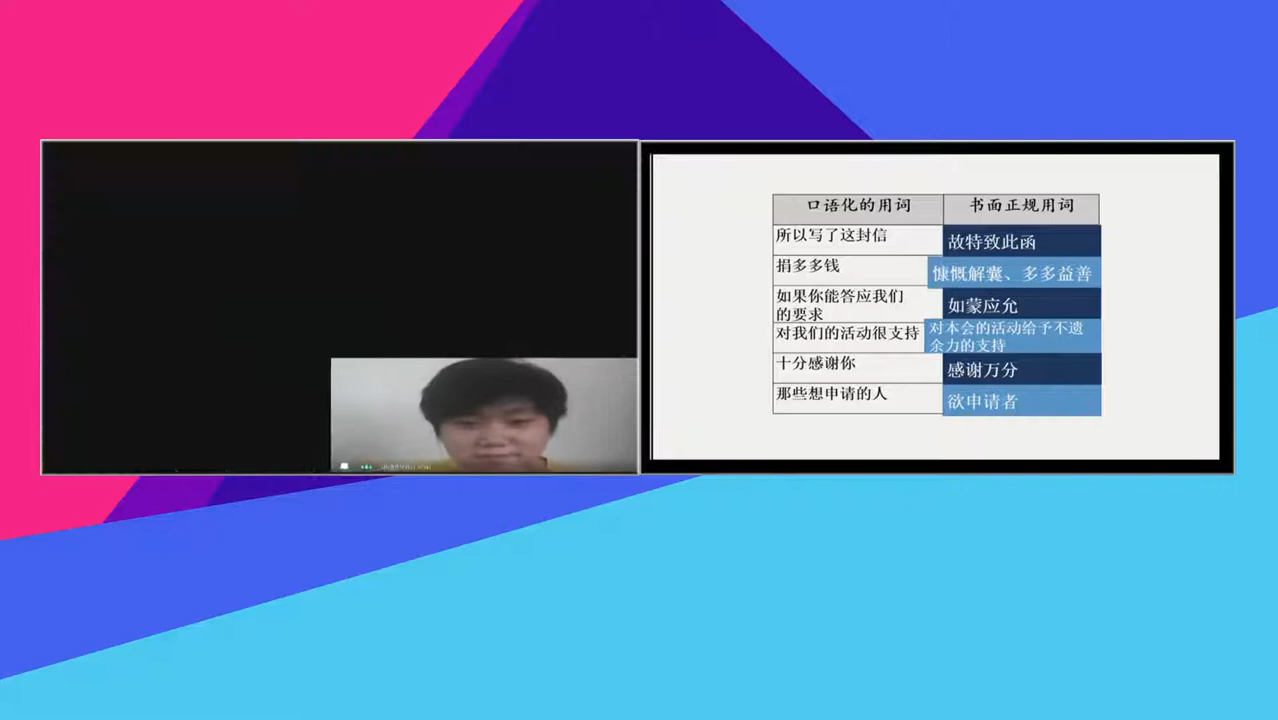 口语化的用词
书面正规用词
所以写了这封信
故特致此函
捐多多钱
慷慨解囊、多多益善
如果你能答应我们
的要求
如蒙应允
对我们的活动很支持
对本会的活动给予不遗
余力的支持
十分感谢你
感谢万分
那些想申请的人
欲申请者